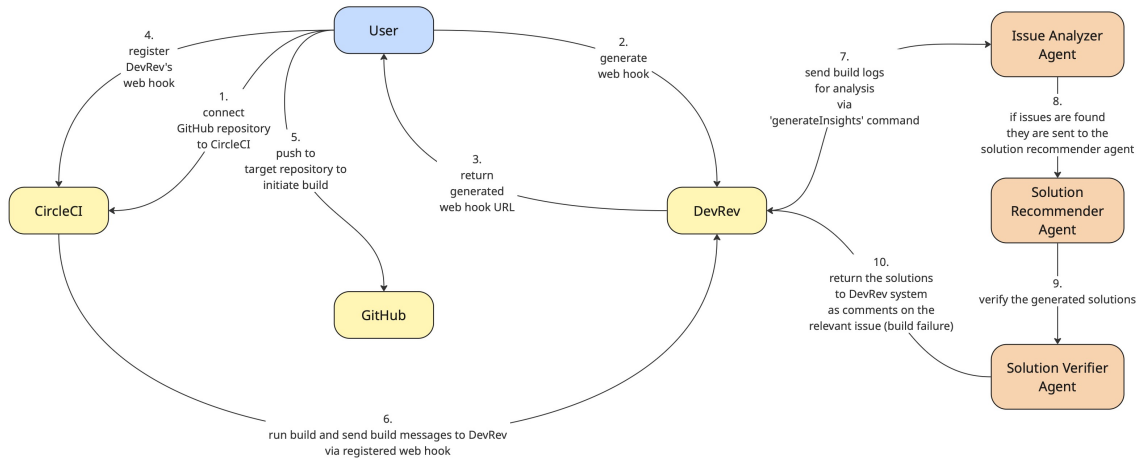 User
4.
register
DevRev's
web hook
1.
connect
GitHub repository
to CircleCI
5.
push to
target repository to
initiate build
2.
generate
web hook
3.
return
generated
web hook URL
CircleCI
DevRev
GitHub
6.
run build and send build messages to DevRev
via registered web hook
7.
send build logs
for analysis
via
'generateInsights' command
Issue Analyzer
Agent
8.
if issues are found
they are sent to the
solution recommender agent
Solution
Recommender
Agent
9.
verify the generated solutions
Solution Verifier
Agent
10.
return the solutions
to DevRev system
as comments on the
relevant issue (build failure)